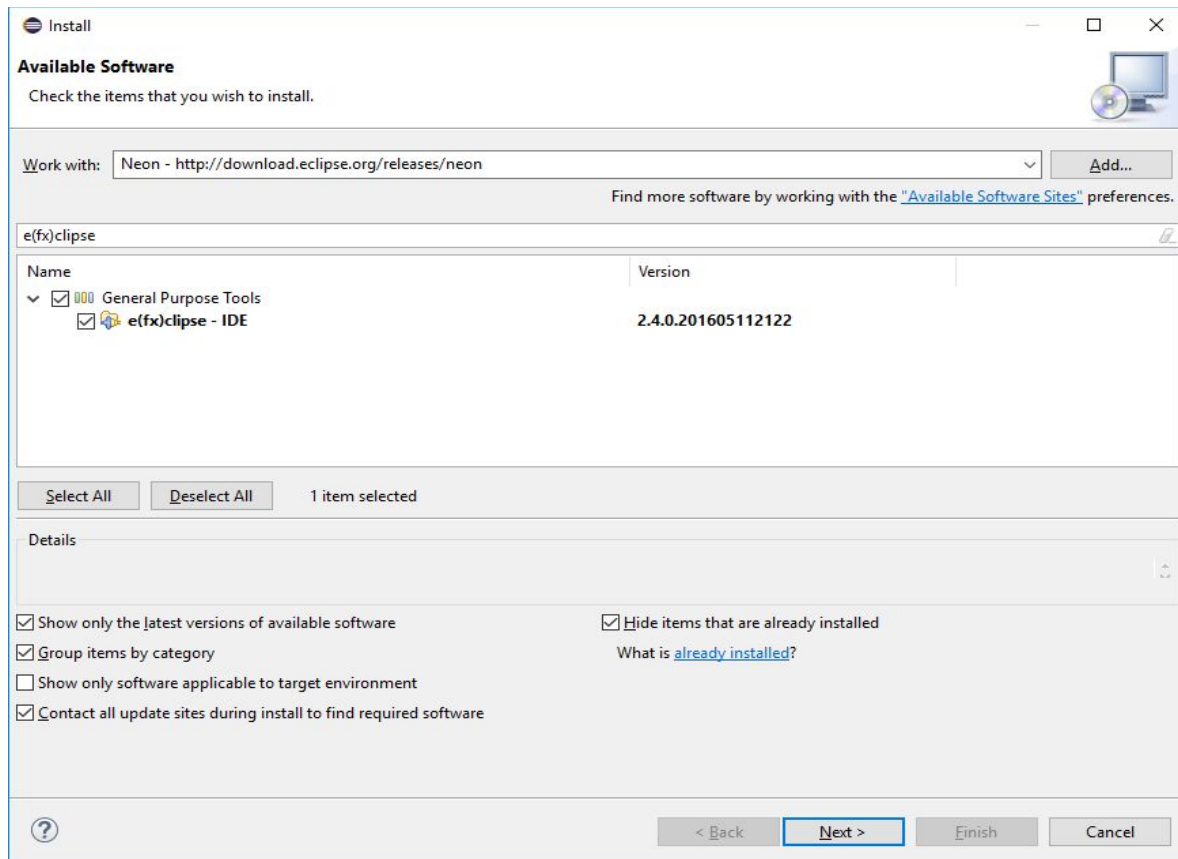 Install
Available Software
Check the items that you wish to install.
Work with: Neon - http://download.eclipse.org/releases/neon Add...
Find more software by working with the "Available Software Sites" preferences.
e(fx)clipse
Name Version
General Purpose Tools
e(fx)clipse - IDE 2.4.0.201605112122
Select All Deselect All 1 item selected
Details
Show only the latest versions of available software Hide items that are already installed
Group items by category What is already installed?
Show only software applicable to target environment
Contact all update sites during install to find required software
? < Back Next > Finish Cancel